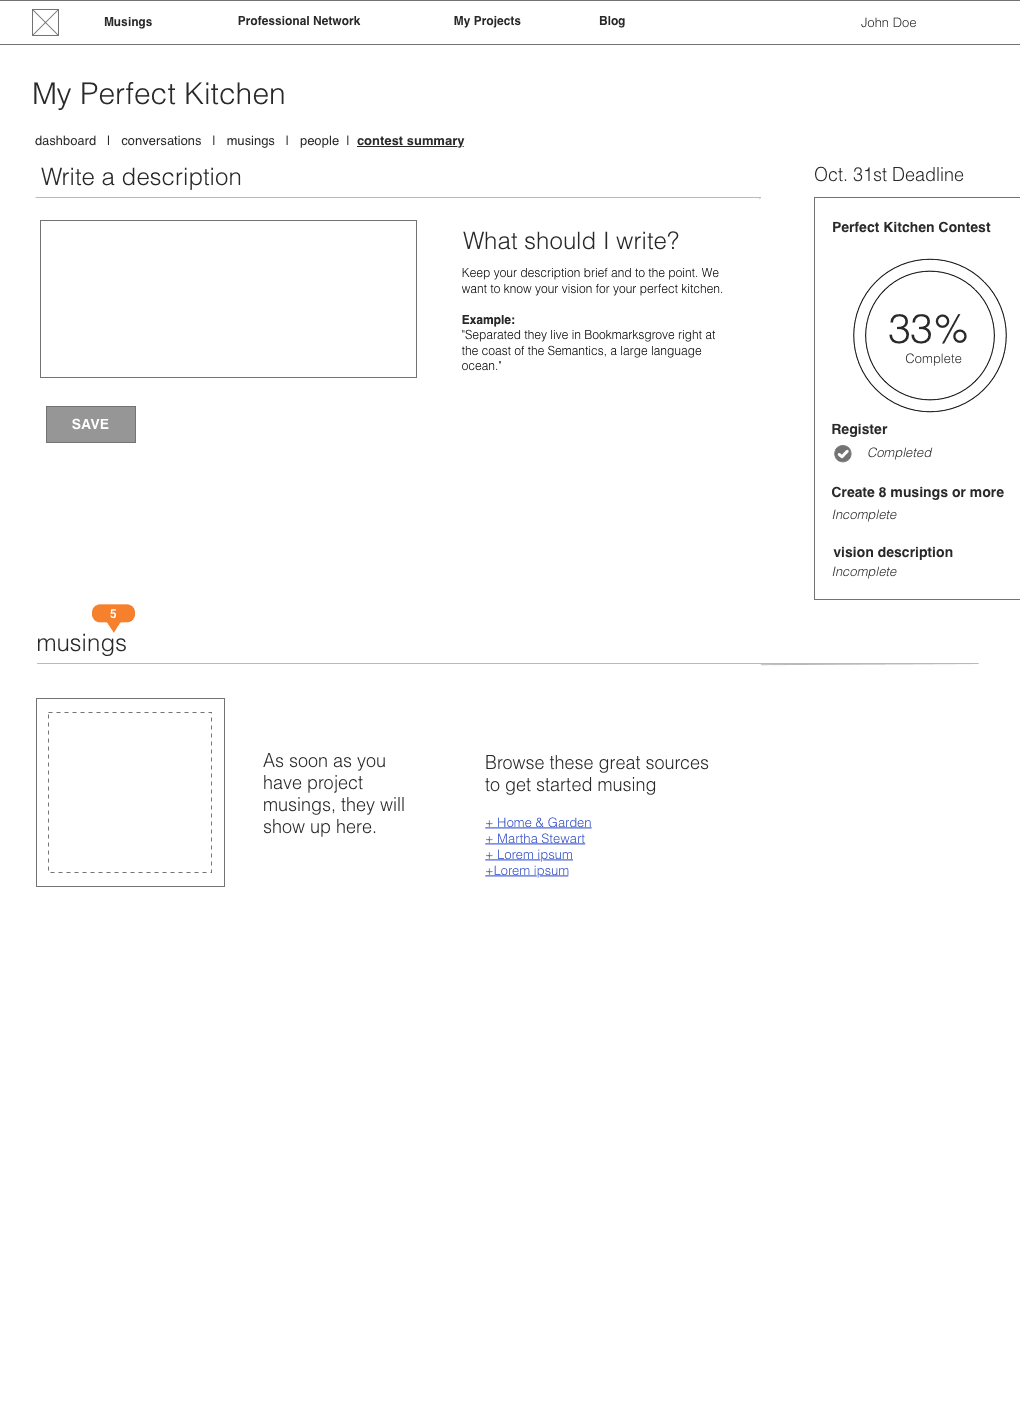 Musings
Professional Network
My Projects
Blog
John Doe
My Perfect Kitchen
dashboard | conversations | musings | people | contest summary
Write a description
What should I write?
Keep your description brief and to the point. We
want to know your vision for your perfect kitchen.
Example:
"Separated they live in Bookmarksgrove right at
the coast of the Semantics, a large language
ocean."
SAVE
Oct. 31st Deadline
Perfect Kitchen Contest
33%
Complete
Register
Completed
Create 8 musings or more
Incomplete
vision description
Incomplete
5
musings
As soon as you
have project
musings, they will
show up here.
Browse these great sources
to get started musing
+ Home & Garden
+ Martha Stewart
+ Lorem ipsum
+Lorem ipsum